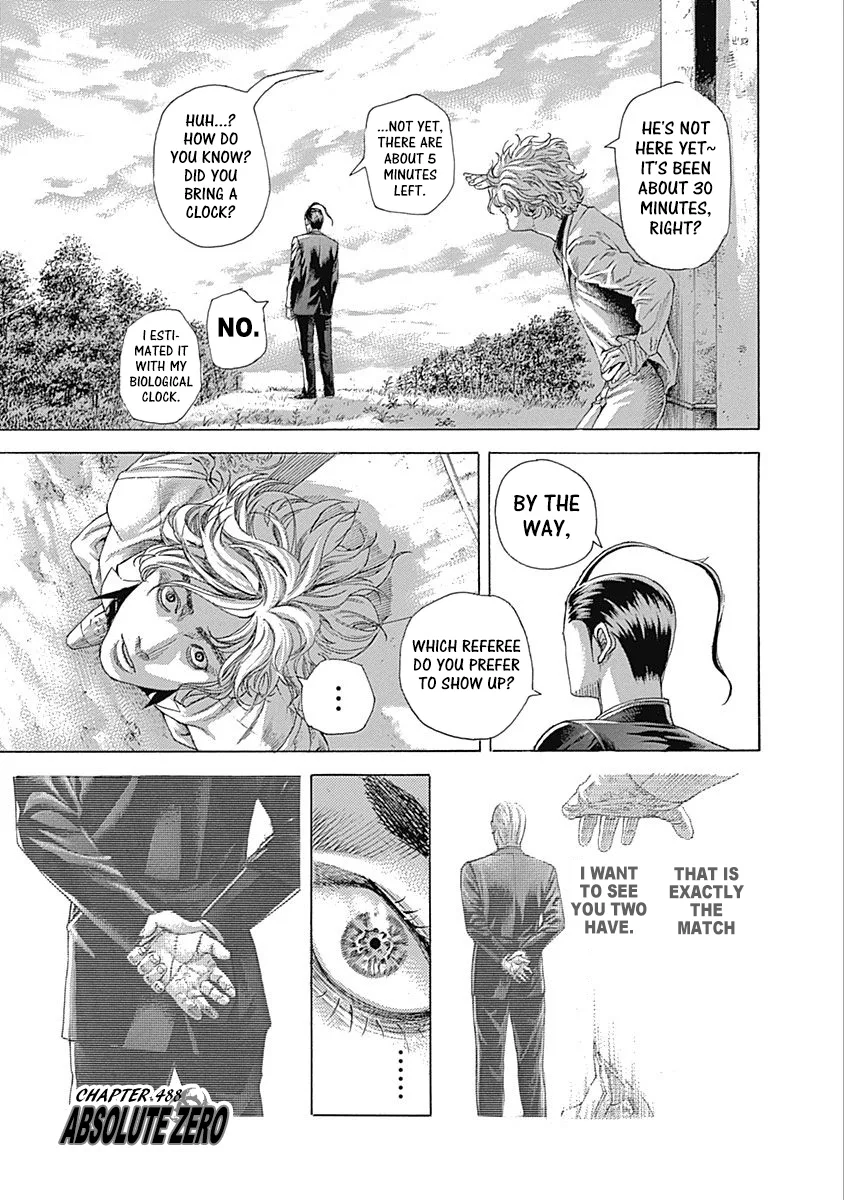 HE'S NOT
HERE YET~
IT'S BEEN
ABOUT 30
MINUTES,
RIGHT?
...NOT YET,
THERE ARE
ABOUT 5
MINUTES
LEFT.
HUH...?
HOW DO
YOU KNOW?
DID YOU
BRING A
CLOCK?
NO.
I ESTI-
MATED IT
WITH MY
BIOLOGICAL
CLOCK.
BY THE
WAY,
WHICH REFEREE
DO YOU PREFER
TO SHOW UP?
...
THAT IS
EXACTLY
THE
MATCH
I WANT
TO SEE
YOU TWO
HAVE.
......
CHAPTER 488
ABSOLUTE ZERO